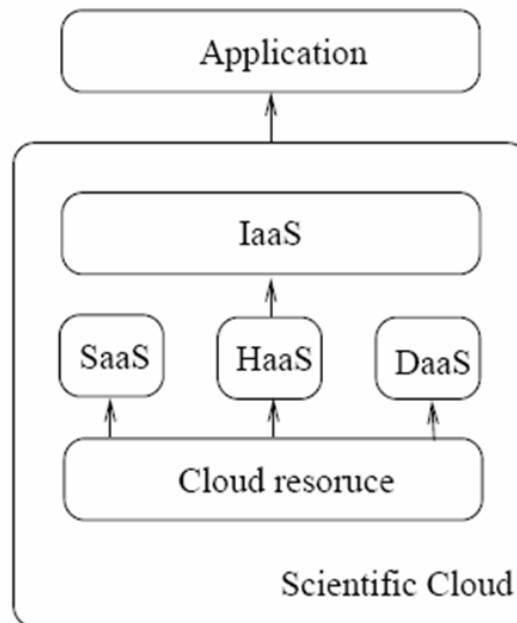 Application
IaaS
SaaS
HaaS
DaaS
Cloud resoruce
Scientific Cloud